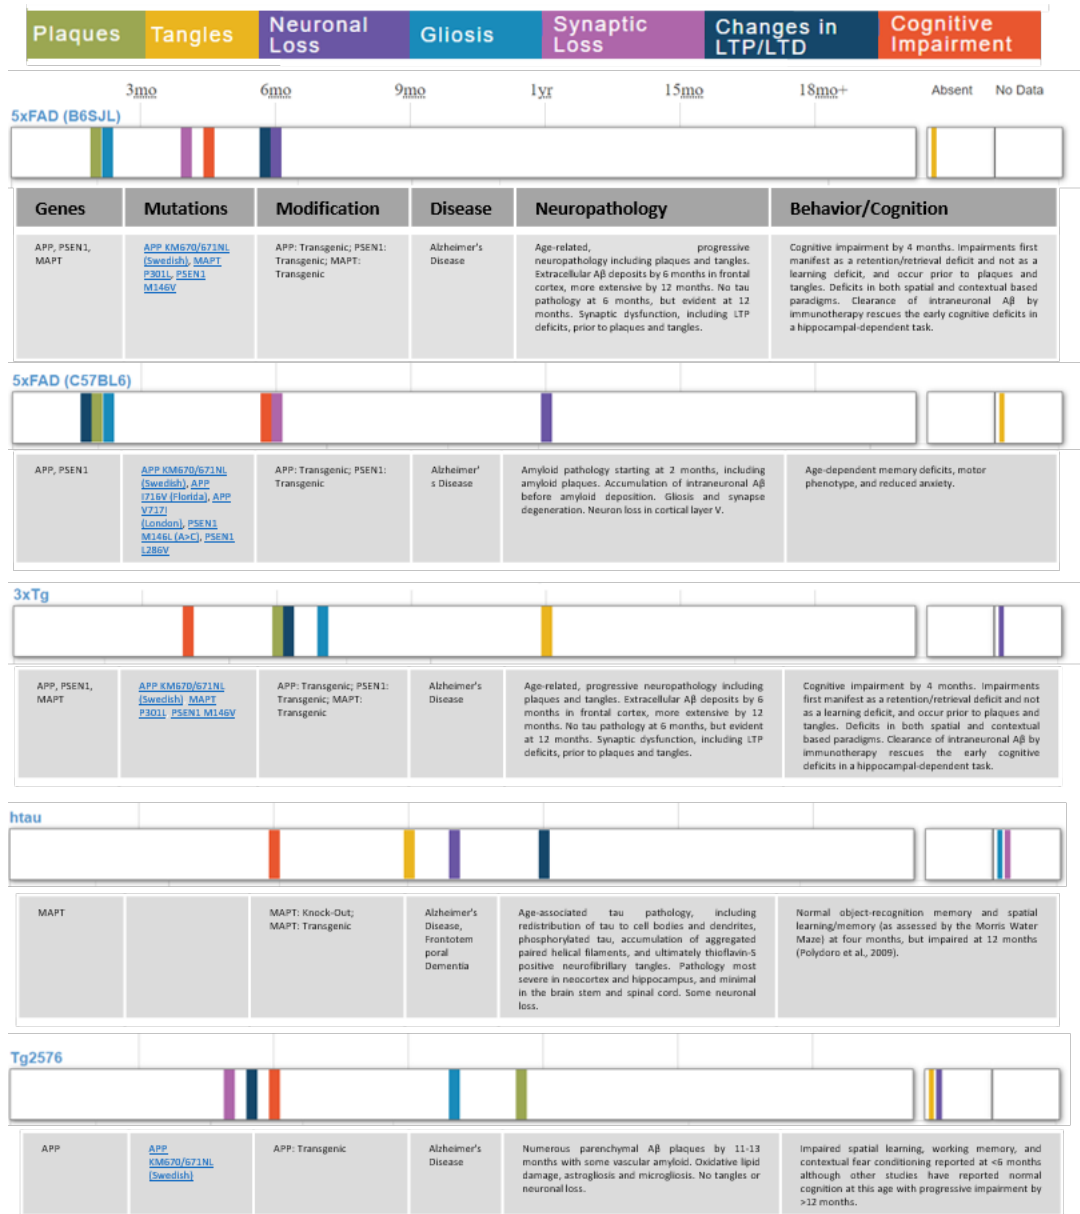 Plaques
Tangles
Neuronal
Loss
Gliosis
Synaptic
Loss
Changes in
LTP/LTD
Cognitive
Impairment
3mo
6mo
9mo
1yr
15mo
18mo+
Absent
No Data
5xFAD (B6SJL)
Genes
Mutations
Modification
Disease
Neuropathology
Behavior/Cognition
APP, PSEN1,
MAPT
APP KM670/671NL
(Swedish), MAPT
P301L, PSEN1
M146V
APP: Transgenic; PSEN1:
Transgenic; MAPT:
Transgenic
Alzheimer's
Disease
Age-related, progressive
neuropathology including plaques and tangles.
Extracellular Aβ deposits by 6 months in frontal
cortex, more extensive by 12 months. No tau
pathology at 6 months, but evident at 12
months. Synaptic dysfunction, including LTP
deficits, prior to plaques and tangles.
Cognitive impairment by 4 months. Impairments first
manifest as a retention/retrieval deficit and not as a
learning deficit, and occur prior to plaques and
tangles. Deficits in both spatial and contextual based
paradigms. Clearance of intraneuronal Aβ by
immunotherapy rescues the early cognitive deficits in
a hippocampal-dependent task.
5xFAD (C57BL6)
APP, PSEN1
APP KM670/671NL
(Swedish), APP
I716V (Florida), APP
V717I
(London), PSEN1
M146L (A>C), PSEN1
L286V
APP: Transgenic; PSEN1:
Transgenic
Alzheimer'
s Disease
Amyloid pathology starting at 2 months, including
amyloid plaques. Accumulation of intraneuronal Aβ
before amyloid deposition. Gliosis and synapse
degeneration. Neuron loss in cortical layer V.
Age-dependent memory deficits, motor
phenotype, and reduced anxiety.
3xTg
APP, PSEN1,
MAPT
APP KM670/671NL
(Swedish) MAPT
P301L PSEN1 M146V
APP: Transgenic; PSEN1:
Transgenic; MAPT:
Transgenic
Alzheimer's
Disease
Age-related, progressive neuropathology including
plaques and tangles. Extracellular Aβ deposits by 6
months in frontal cortex, more extensive by 12
months. No tau pathology at 6 months, but evident
at 12 months. Synaptic dysfunction, including LTP
deficits, prior to plaques and tangles.
Cognitive impairment by 4 months. Impairments
first manifest as a retention/retrieval deficit and not
as a learning deficit, and occur prior to plaques and
tangles. Deficits in both spatial and contextual
based paradigms. Clearance of intraneuronal Aβ by
immunotherapy rescues the early cognitive
deficits in a hippocampal-dependent task.
htau
MAPT
MAPT: Knock-Out;
MAPT: Transgenic
Alzheimer's
Disease,
Frontotem
poral
Dementia
Age-associated tau pathology, including
redistribution of tau to cell bodies and dendrites,
phosphorylated tau, accumulation of aggregated
paired helical filaments, and ultimately thioflavin-S
positive neurofibrillary tangles. Pathology most
severe in neocortex and hippocampus, and minimal
in the brain stem and spinal cord. Some neuronal
loss.
Normal object-recognition memory and spatial
learning/memory (as assessed by the Morris Water
Maze) at four months, but impaired at 12 months
(Polydoro et al., 2009).
Tg2576
APP
APP
KM670/671NL
(Swedish)
APP: Transgenic
Alzheimer's
Disease
Numerous parenchymal Aβ plaques by 11-13
months with some vascular amyloid. Oxidative lipid
damage, astrogliosis and microgliosis. No tangles or
neuronal loss.
Impaired spatial learning, working memory, and
contextual fear conditioning reported at <6 months
although other studies have reported normal
cognition at this age with progressive impairment by
>12 months.